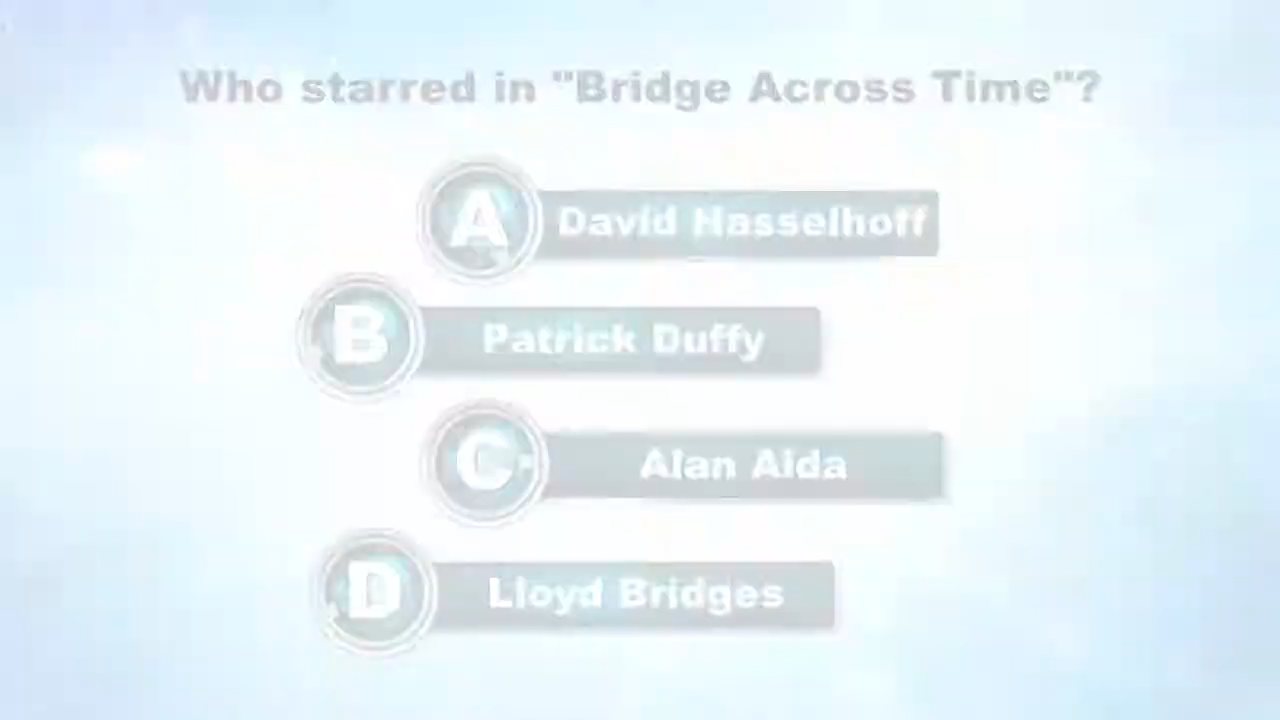 Who starred in "Bridge Across Time"?
A David Hasselhoff
B Patrick Duffy
C Alan Alda
D Lloyd Bridges